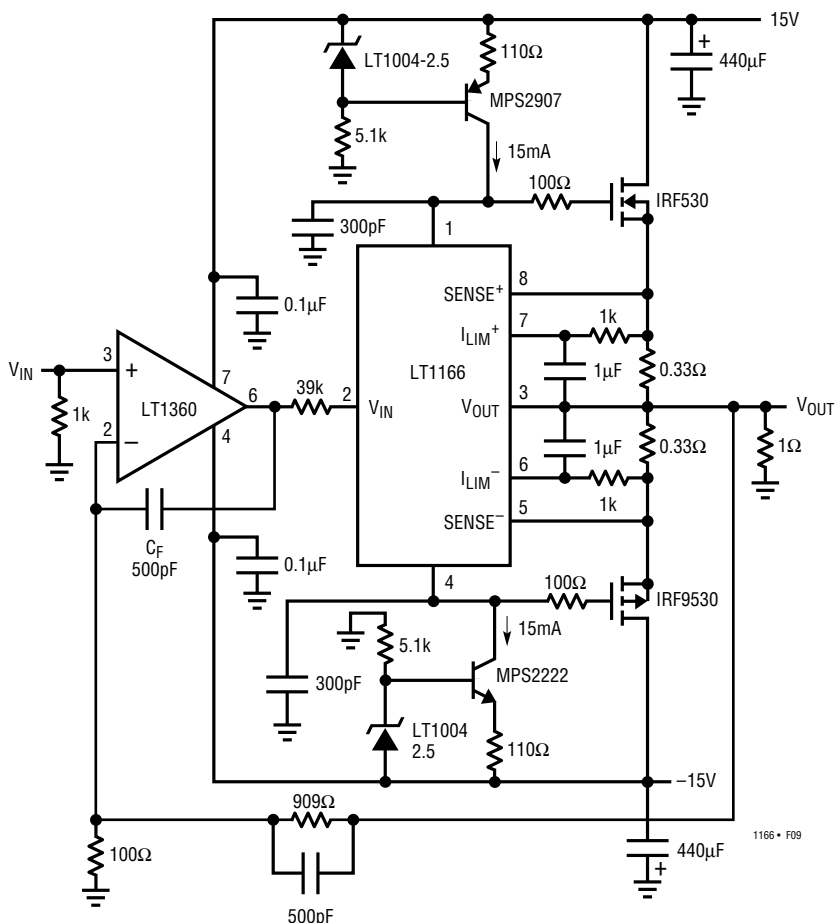 15V
LT1004-2.5
110Ω
+
440µF
MPS2907
5.1k
15mA
100Ω
IRF530
300pF
1
8
SENSE+
0.1µF
7
1k
ILIM+
3
+
7
1µF
0.33Ω
VIN
LT1360
6
39k
2
VIN
LT1166
VOUT
3
VOUT
1k
2
–
4
1µF
0.33Ω
1Ω
6
ILIM–
1k
SENSE–
5
CF
500pF
0.1µF
4
100Ω
IRF9530
15mA
5.1k
300pF
MPS2222
LT1004
2.5
110Ω
–15V
909Ω
1166 • F09
100Ω
440µF
+
500pF